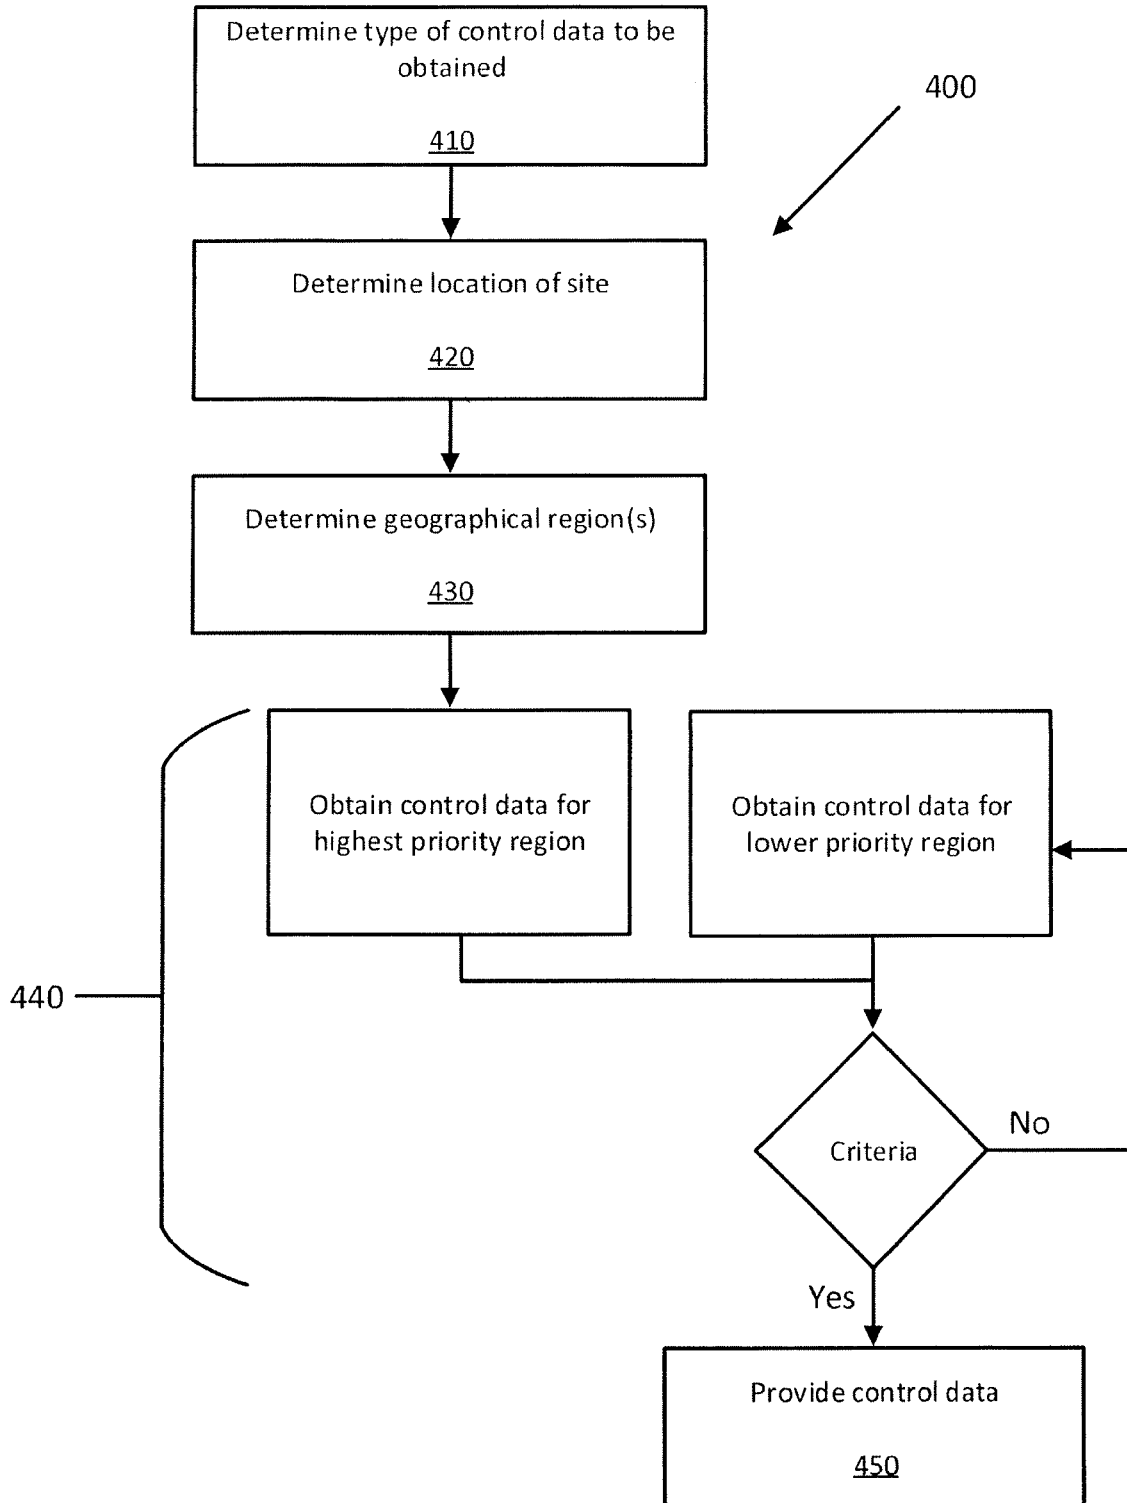 Determine type of control data to be
obtained
410
400
Determine location of site
420
Determine geographical region(s)
430
Obtain control data for
highest priority region
Obtain control data for
lower priority region
440
Criteria
No
Yes
Provide control data
450